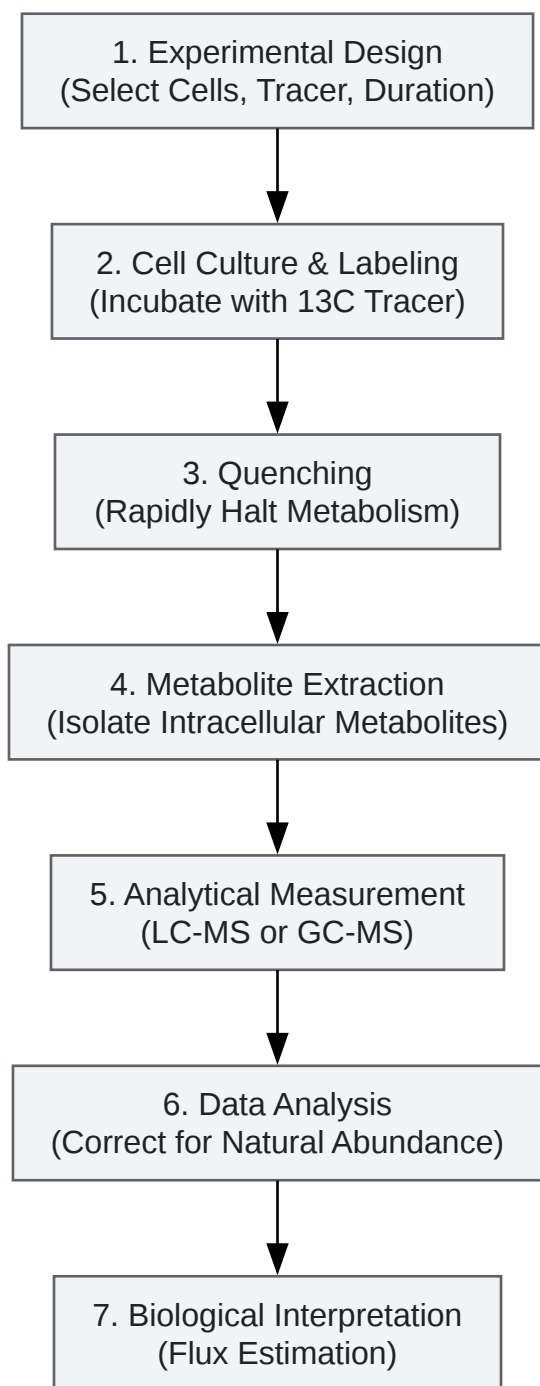 1. Experimental Design
(Select Cells, Tracer, Duration)
2. Cell Culture & Labeling
(Incubate with 13C Tracer)
3. Quenching
(Rapidly Halt Metabolism)
4. Metabolite Extraction
(Isolate Intracellular Metabolites)
5. Analytical Measurement
(LC-MS or GC-MS)
6. Data Analysis
(Correct for Natural Abundance)
7. Biological Interpretation
(Flux Estimation)